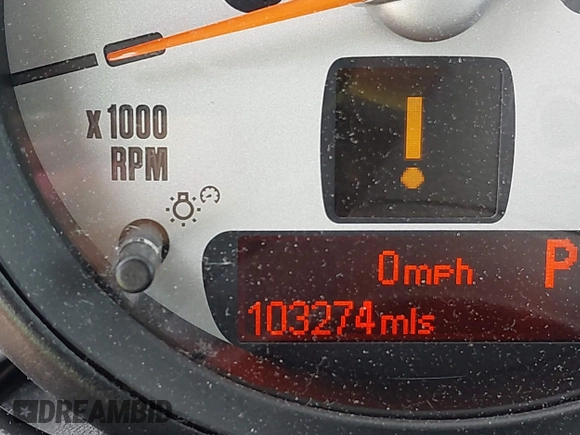 x1000
RPM
!
0mph P
103274mls
DREAMBID